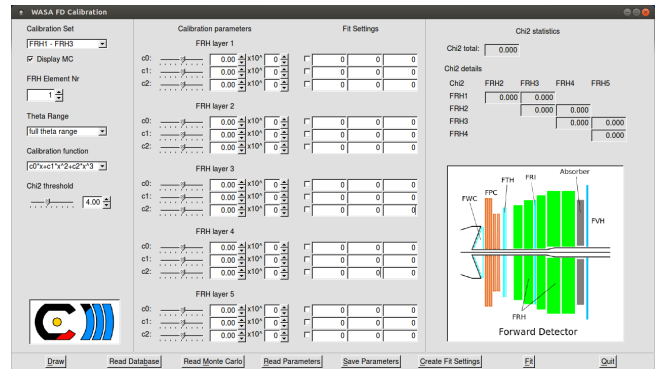 WASA FD Calibration
Calibration Set
FRH1 - FRH3
Display MC
FRH Element Nr
1
Theta Range
full theta range
Calibration function
c0*x+c1*x^2+c2*x^3
Chi2 threshold
4.00
Calibration parameters Fit Settings
FRH layer 1
c0: 0.00 x10^ 0 0 0 0
c1: 0.00 x10^ 0 0 0 0
c2: 0.00 x10^ 0 0 0 0
FRH layer 2
c0: 0.00 x10^ 0 0 0 0
c1: 0.00 x10^ 0 0 0 0
c2: 0.00 x10^ 0 0 0 0
FRH layer 3
c0: 0.00 x10^ 0 0 0 0
c1: 0.00 x10^ 0 0 0 0
c2: 0.00 x10^ 0 0 0 0
FRH layer 4
c0: 0.00 x10^ 0 0 0 0
c1: 0.00 x10^ 0 0 0 0
c2: 0.00 x10^ 0 0 0 0
FRH layer 5
c0: 0.00 x10^ 0 0 0 0
c1: 0.00 x10^ 0 0 0 0
c2: 0.00 x10^ 0 0 0 0
Chi2 statistics
Chi2 total: 0.000
Chi2 details
Chi2 FRH2 FRH3 FRH4 FRH5
FRH1 0.000 0.000
FRH2 0.000 0.000
FRH3 0.000 0.000
FRH4 0.000
FWC FPC FTH FRI Absorber
FVH
FRH
Forward Detector
Draw Read Database Read Monte Carlo Read Parameters Save Parameters Create Fit Settings Fit Quit